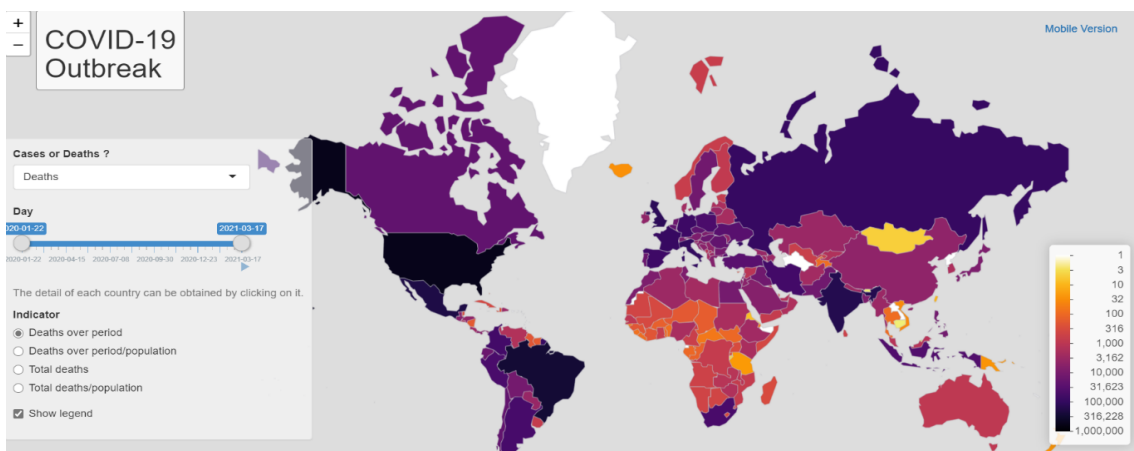 +
−
COVID-19
Outbreak
Mobile Version
Cases or Deaths ?
Deaths
Day
2020-01-22 2021-03-17
2020-01-22 2020-04-15 2020-07-08 2020-09-30 2020-12-23 2021-03-17
The detail of each country can be obtained by clicking on it.
Indicator
Deaths over period
Deaths over period/population
Total deaths
Total deaths/population
Show legend
1
3
10
32
100
316
1,000
3,162
10,000
31,623
100,000
316,228
1,000,000